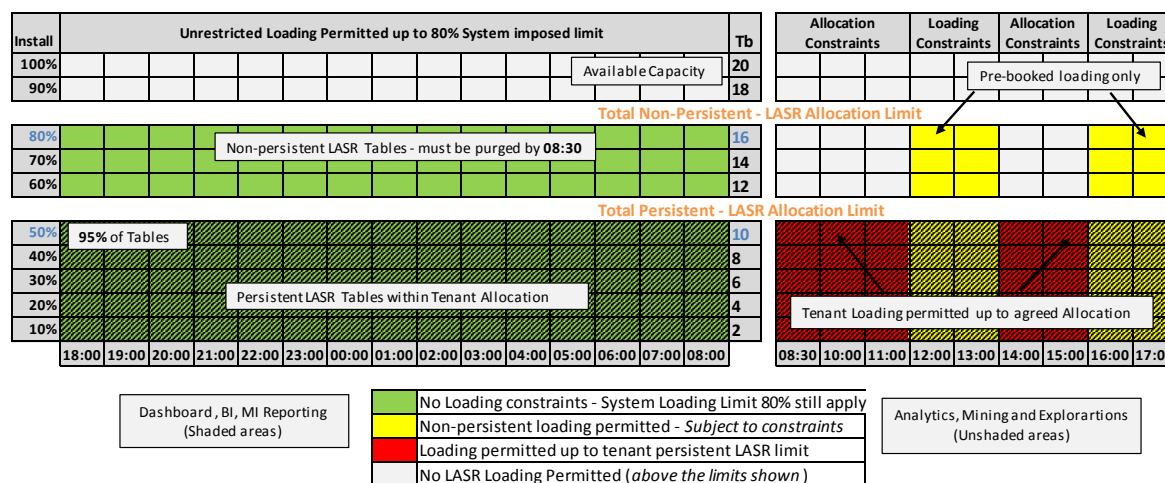 Install
Unrestricted Loading Permitted up to 80% System imposed limit
Tb
Allocation Constraints
Loading Constraints
Allocation Constraints
Loading Constraints
100%
Available Capacity
20
Pre-booked loading only
90%
18
Total Non-Persistent - LASR Allocation Limit
80%
16
Non-persistent LASR Tables - must be purged by 08:30
70%
14
60%
12
Total Persistent - LASR Allocation Limit
50%
95% of Tables
10
40%
8
30%
6
Persistent LASR Tables within Tenant Allocation
20%
4
Tenant Loading permitted up to agreed Allocation
10%
2
18:00 19:00 20:00 21:00 22:00 23:00 00:00 01:00 02:00 03:00 04:00 05:00 06:00 07:00 08:00
08:30 10:00 11:00 12:00 13:00 14:00 15:00 16:00 17:0
Dashboard , BI, MI Reporting
(Shaded areas)
No Loading constraints - System Loading Limit 80% still apply
Non-persistent loading permitted - Subject to constraints
Loading permitted up to tenant persistent LASR limit
No LASR Loading Permitted (above the limits shown )
Analytics, Mining and Explorartions
(Unshaded areas)